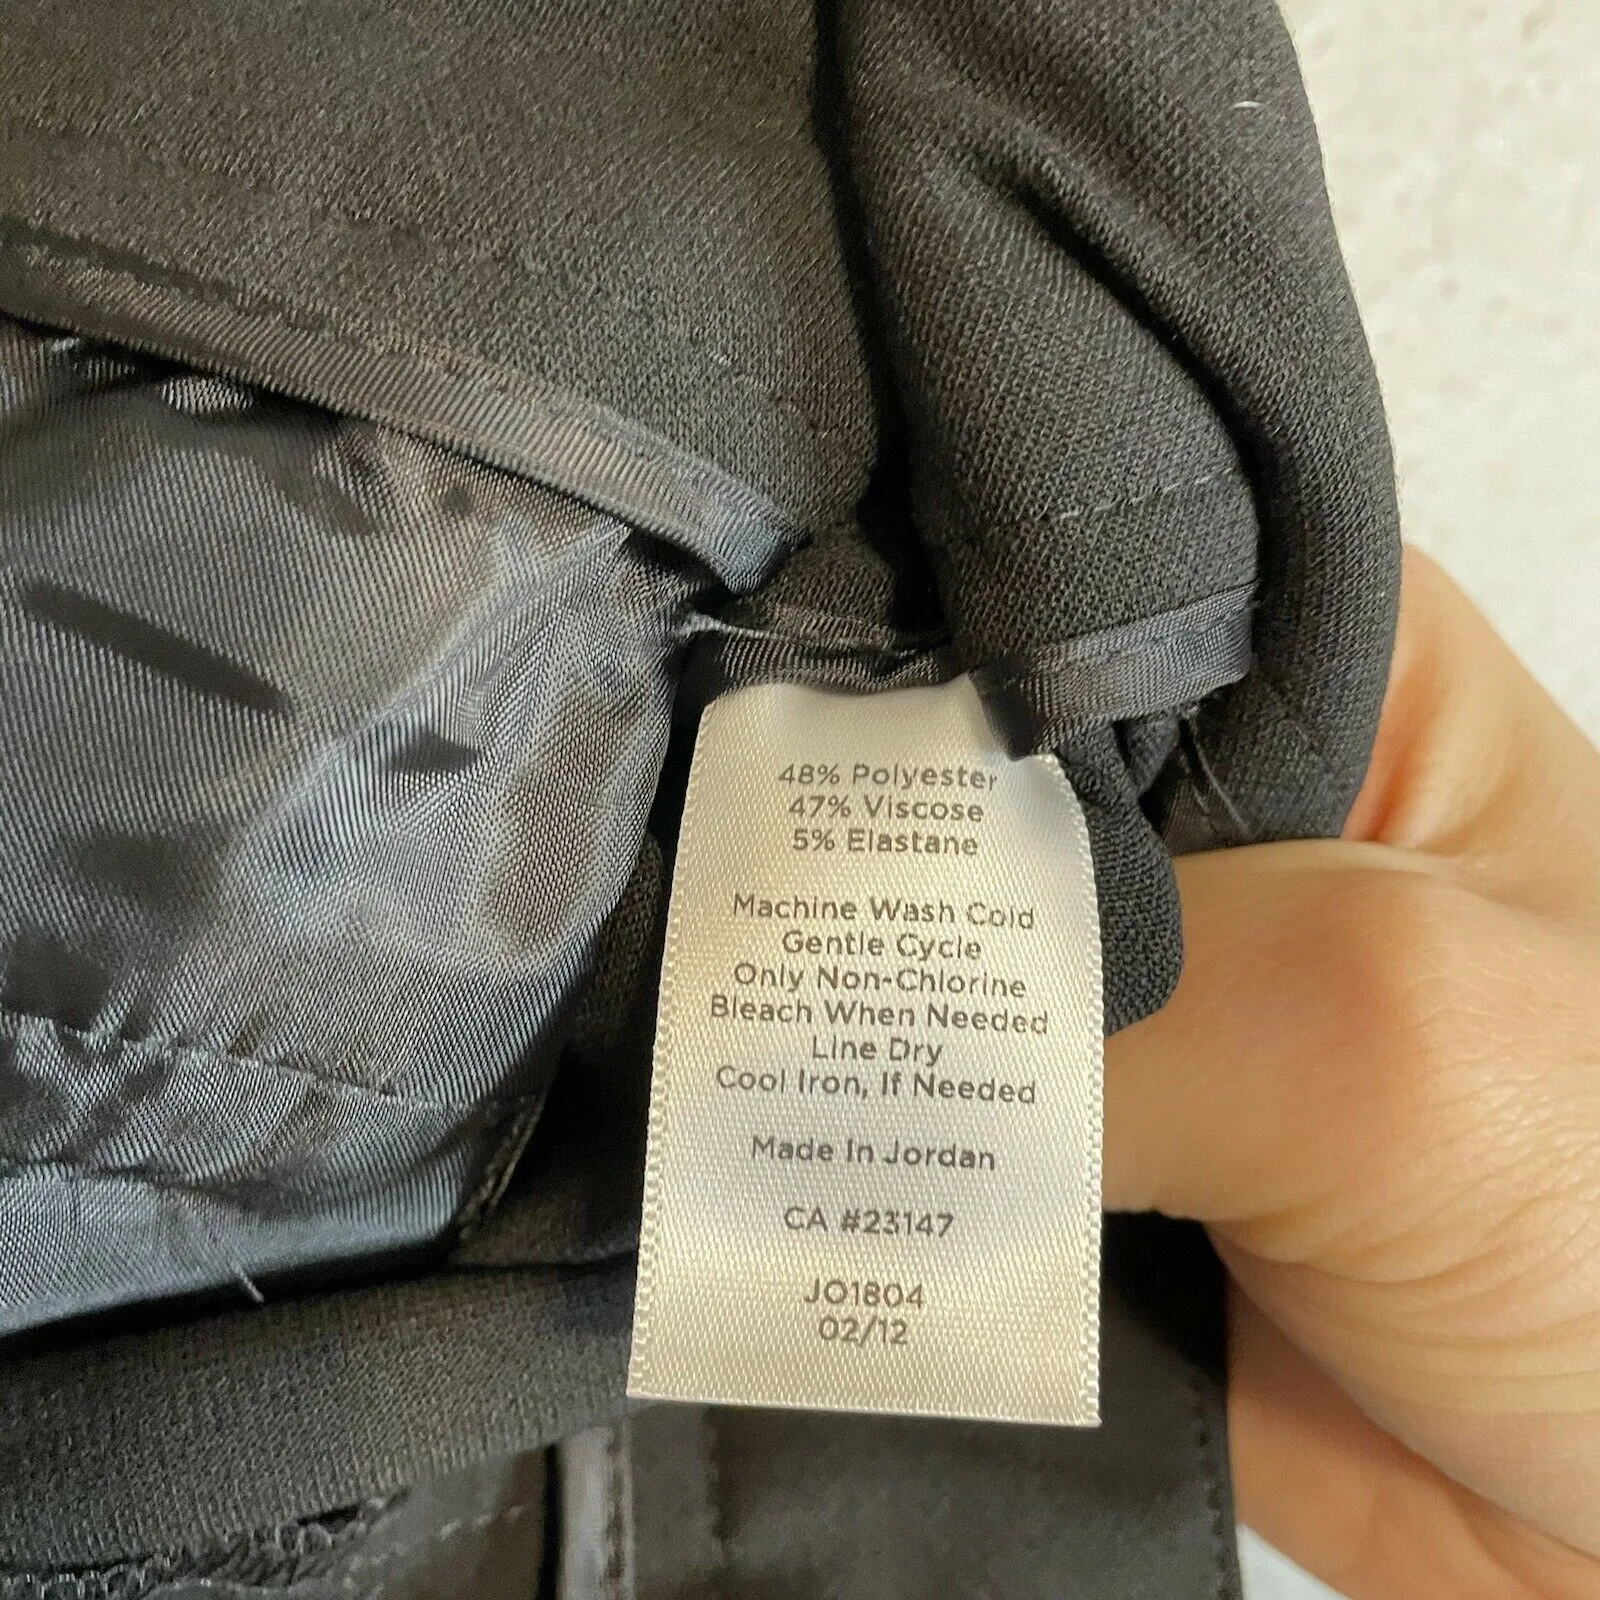 48% Polyester
47% Viscose
5% Elastane
Machine Wash Cold
Gentle Cycle
Only Non-Chlorine
Bleach When Needed
Line Dry
Cool Iron, If Needed
Made In Jordan
CA #23147
JO1804
02/12